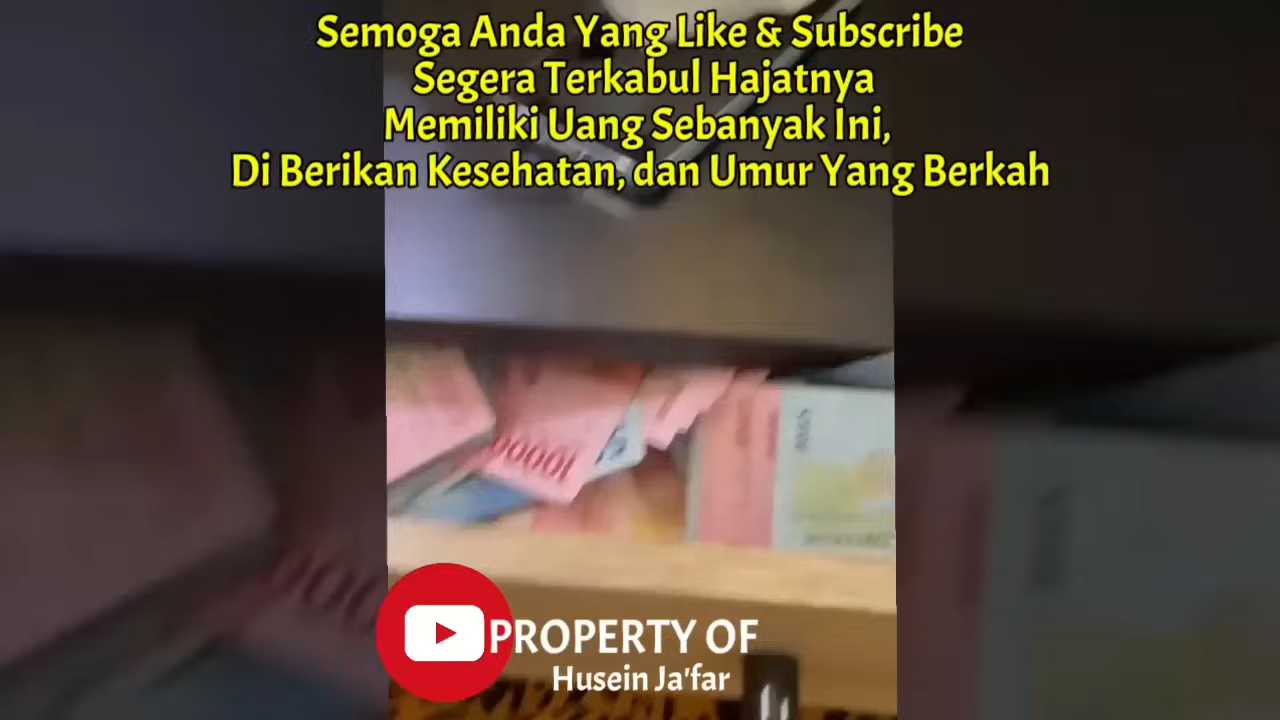 Semoga Anda Yang Like & Subscribe
Segera Terkabul Hajatnya
Memiliki Uang Sebanyak Ini,
Di Berikan Kesehatan, dan Umur Yang Berkah
100000
PROPERTY OF
Husein Ja'far